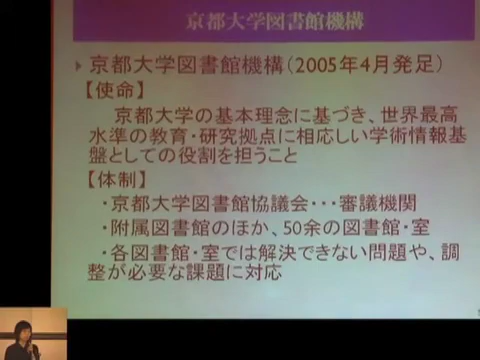 京都大学図書館機構
京都大学図書館機構(2005年4月発足)
【使命】
京都大学の基本理念に基づき、世界最高
水準の教育・研究拠点に相応しい学術情報基
盤としての役割を担うこと
【体制】
・京都大学図書館協議会・・・審議機関
・附属図書館のほか、50余の図書館・室
・各図書館・室では解決できない問題や、調
整が必要な課題に対応